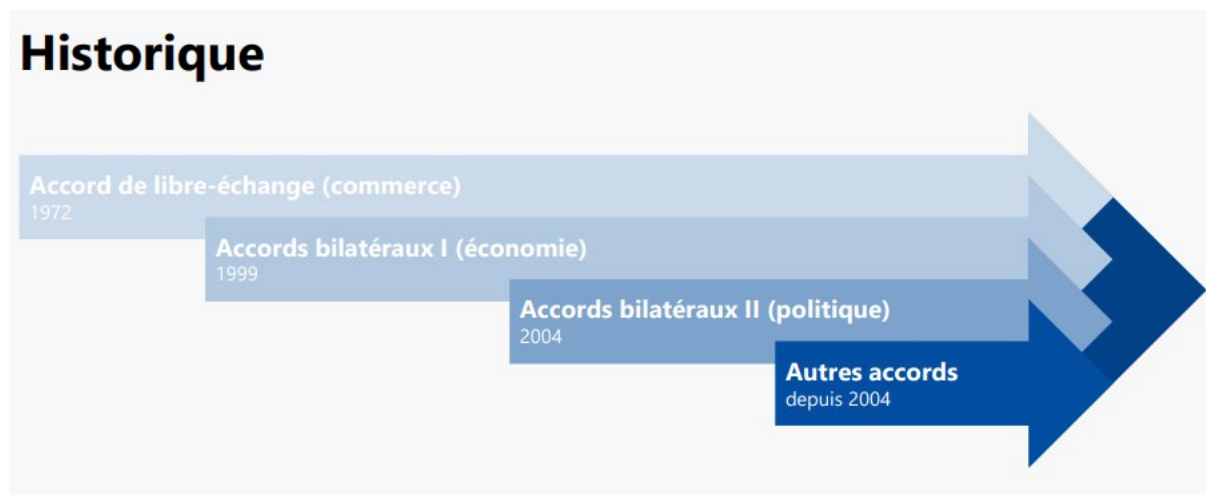 Historique
Accord de libre-échange (commerce)
1972
Accords bilatéraux I (économie)
1999
Accords bilatéraux II (politique)
2004
Autres accords
depuis 2004